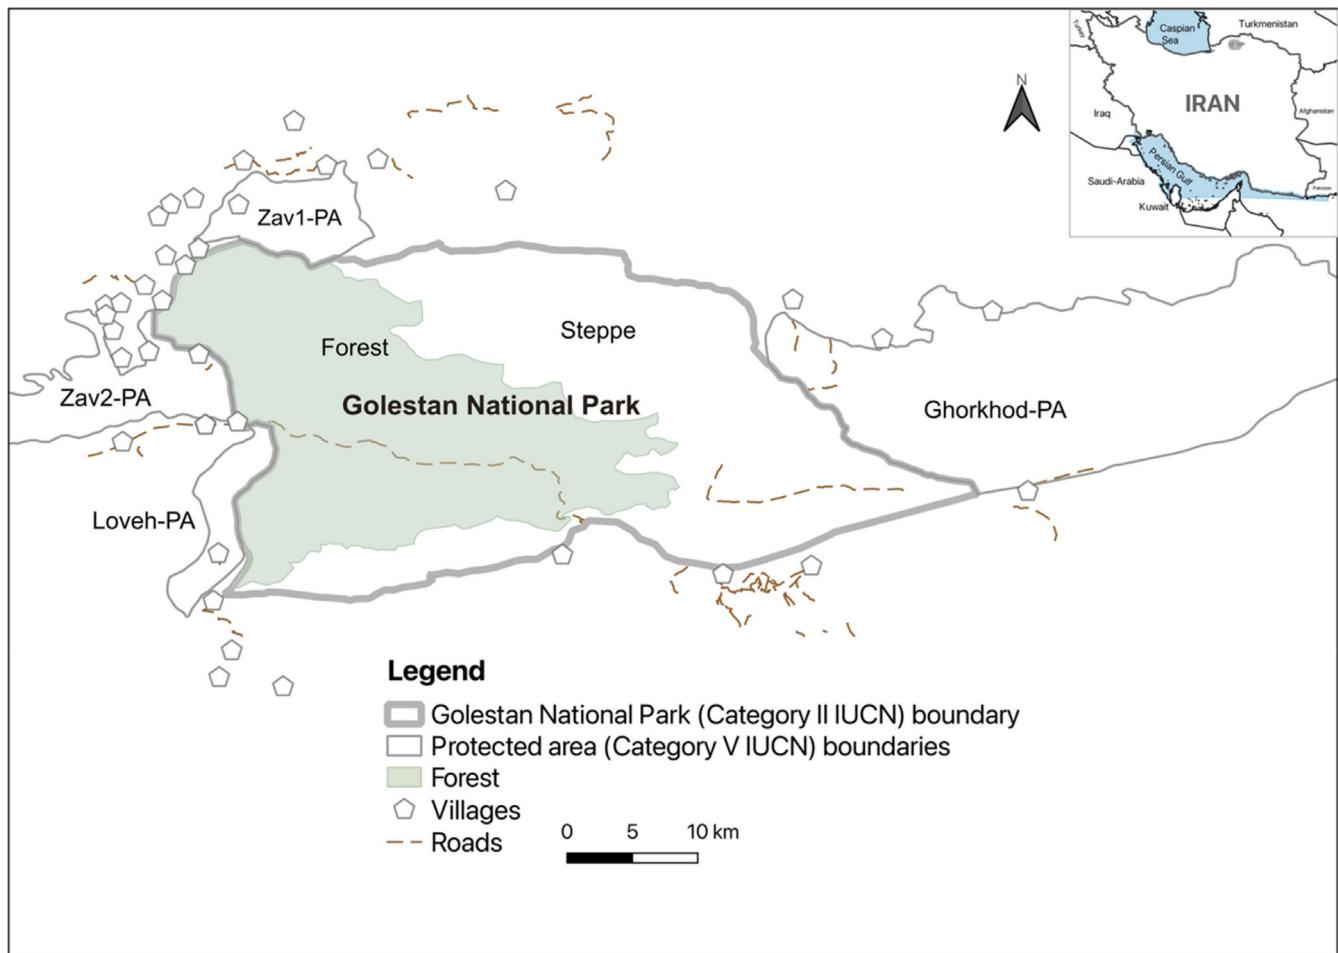 Caspian
Sea
Turkmenistan
Turkey
IRAN
Iraq
Afghanistan
Persian Gulf
Saudi-Arabia
Pakistan
Kuwait
N
Zav1-PA
Steppe
Forest
Zav2-PA
Golestan National Park
Ghorkhod-PA
Loveh-PA
Legend
Golestan National Park (Category II IUCN) boundary
Protected area (Category V IUCN) boundaries
Forest
Villages
Roads
0 5 10 km